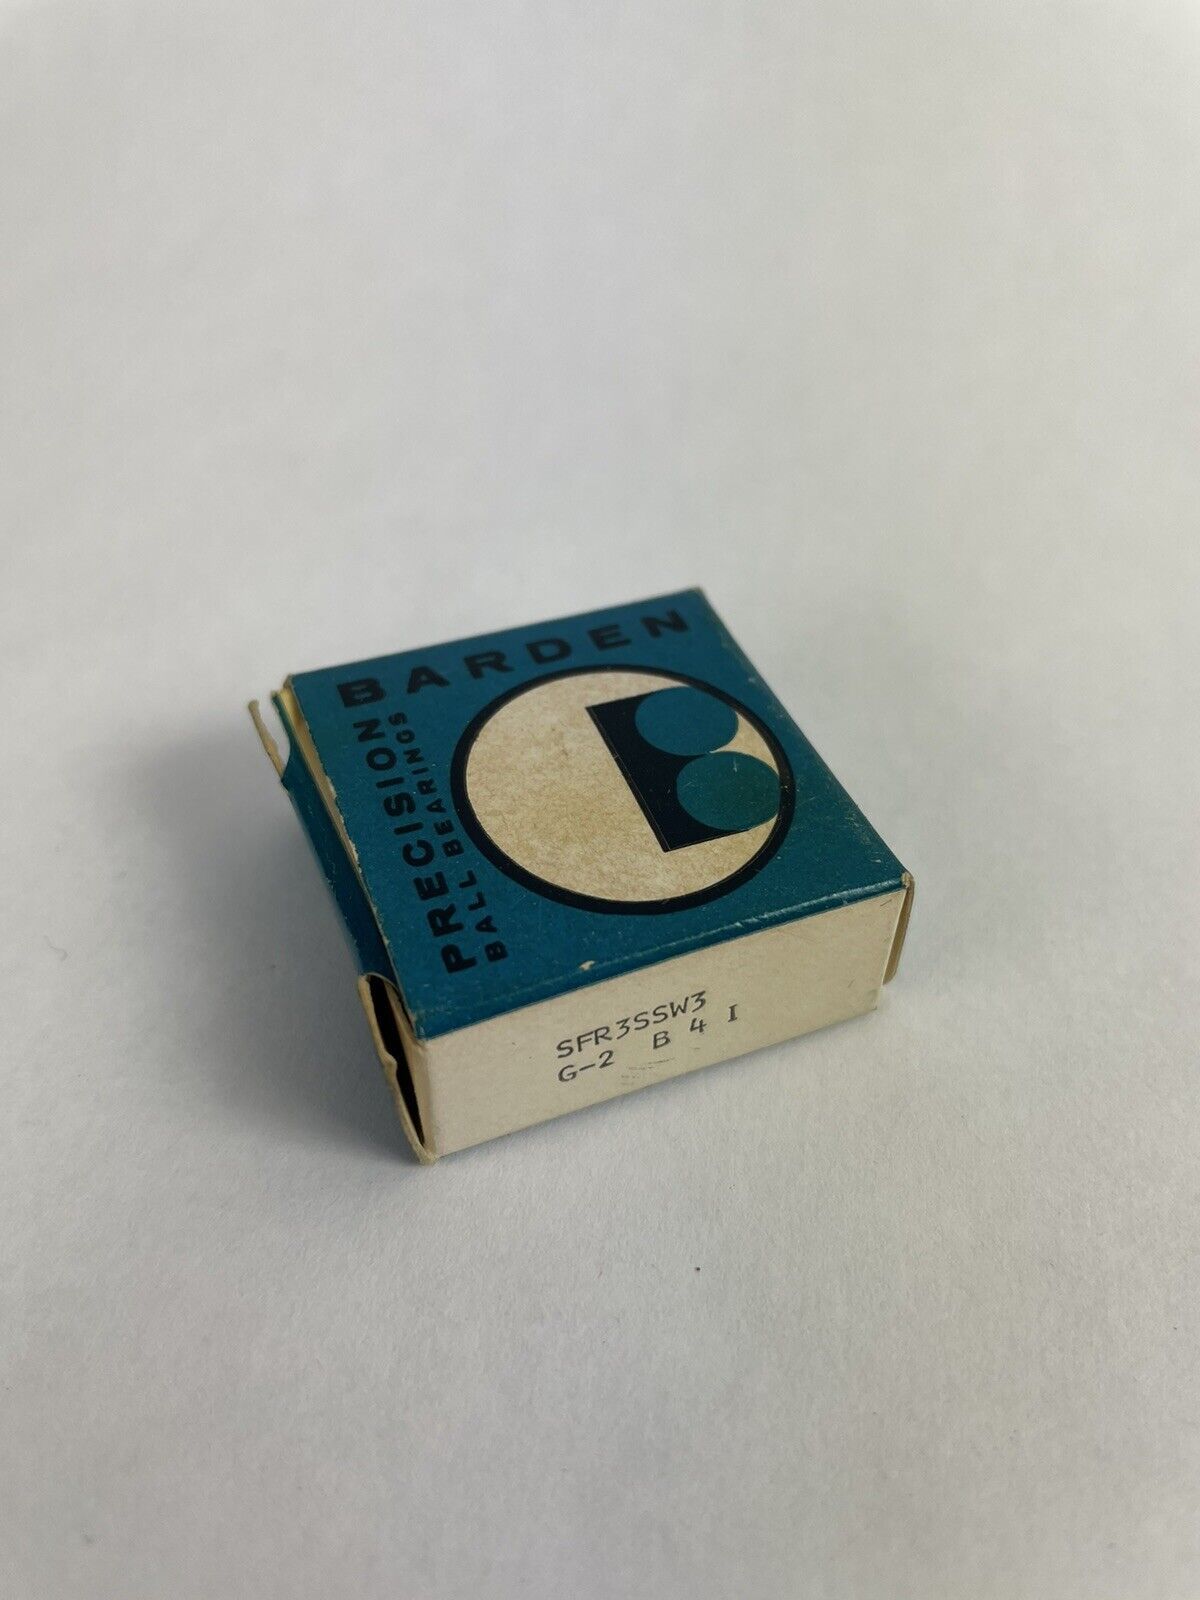 BARDEN
PRECISION
BALL BEARINGS
SFR3SSW3
G-2 B 4 I